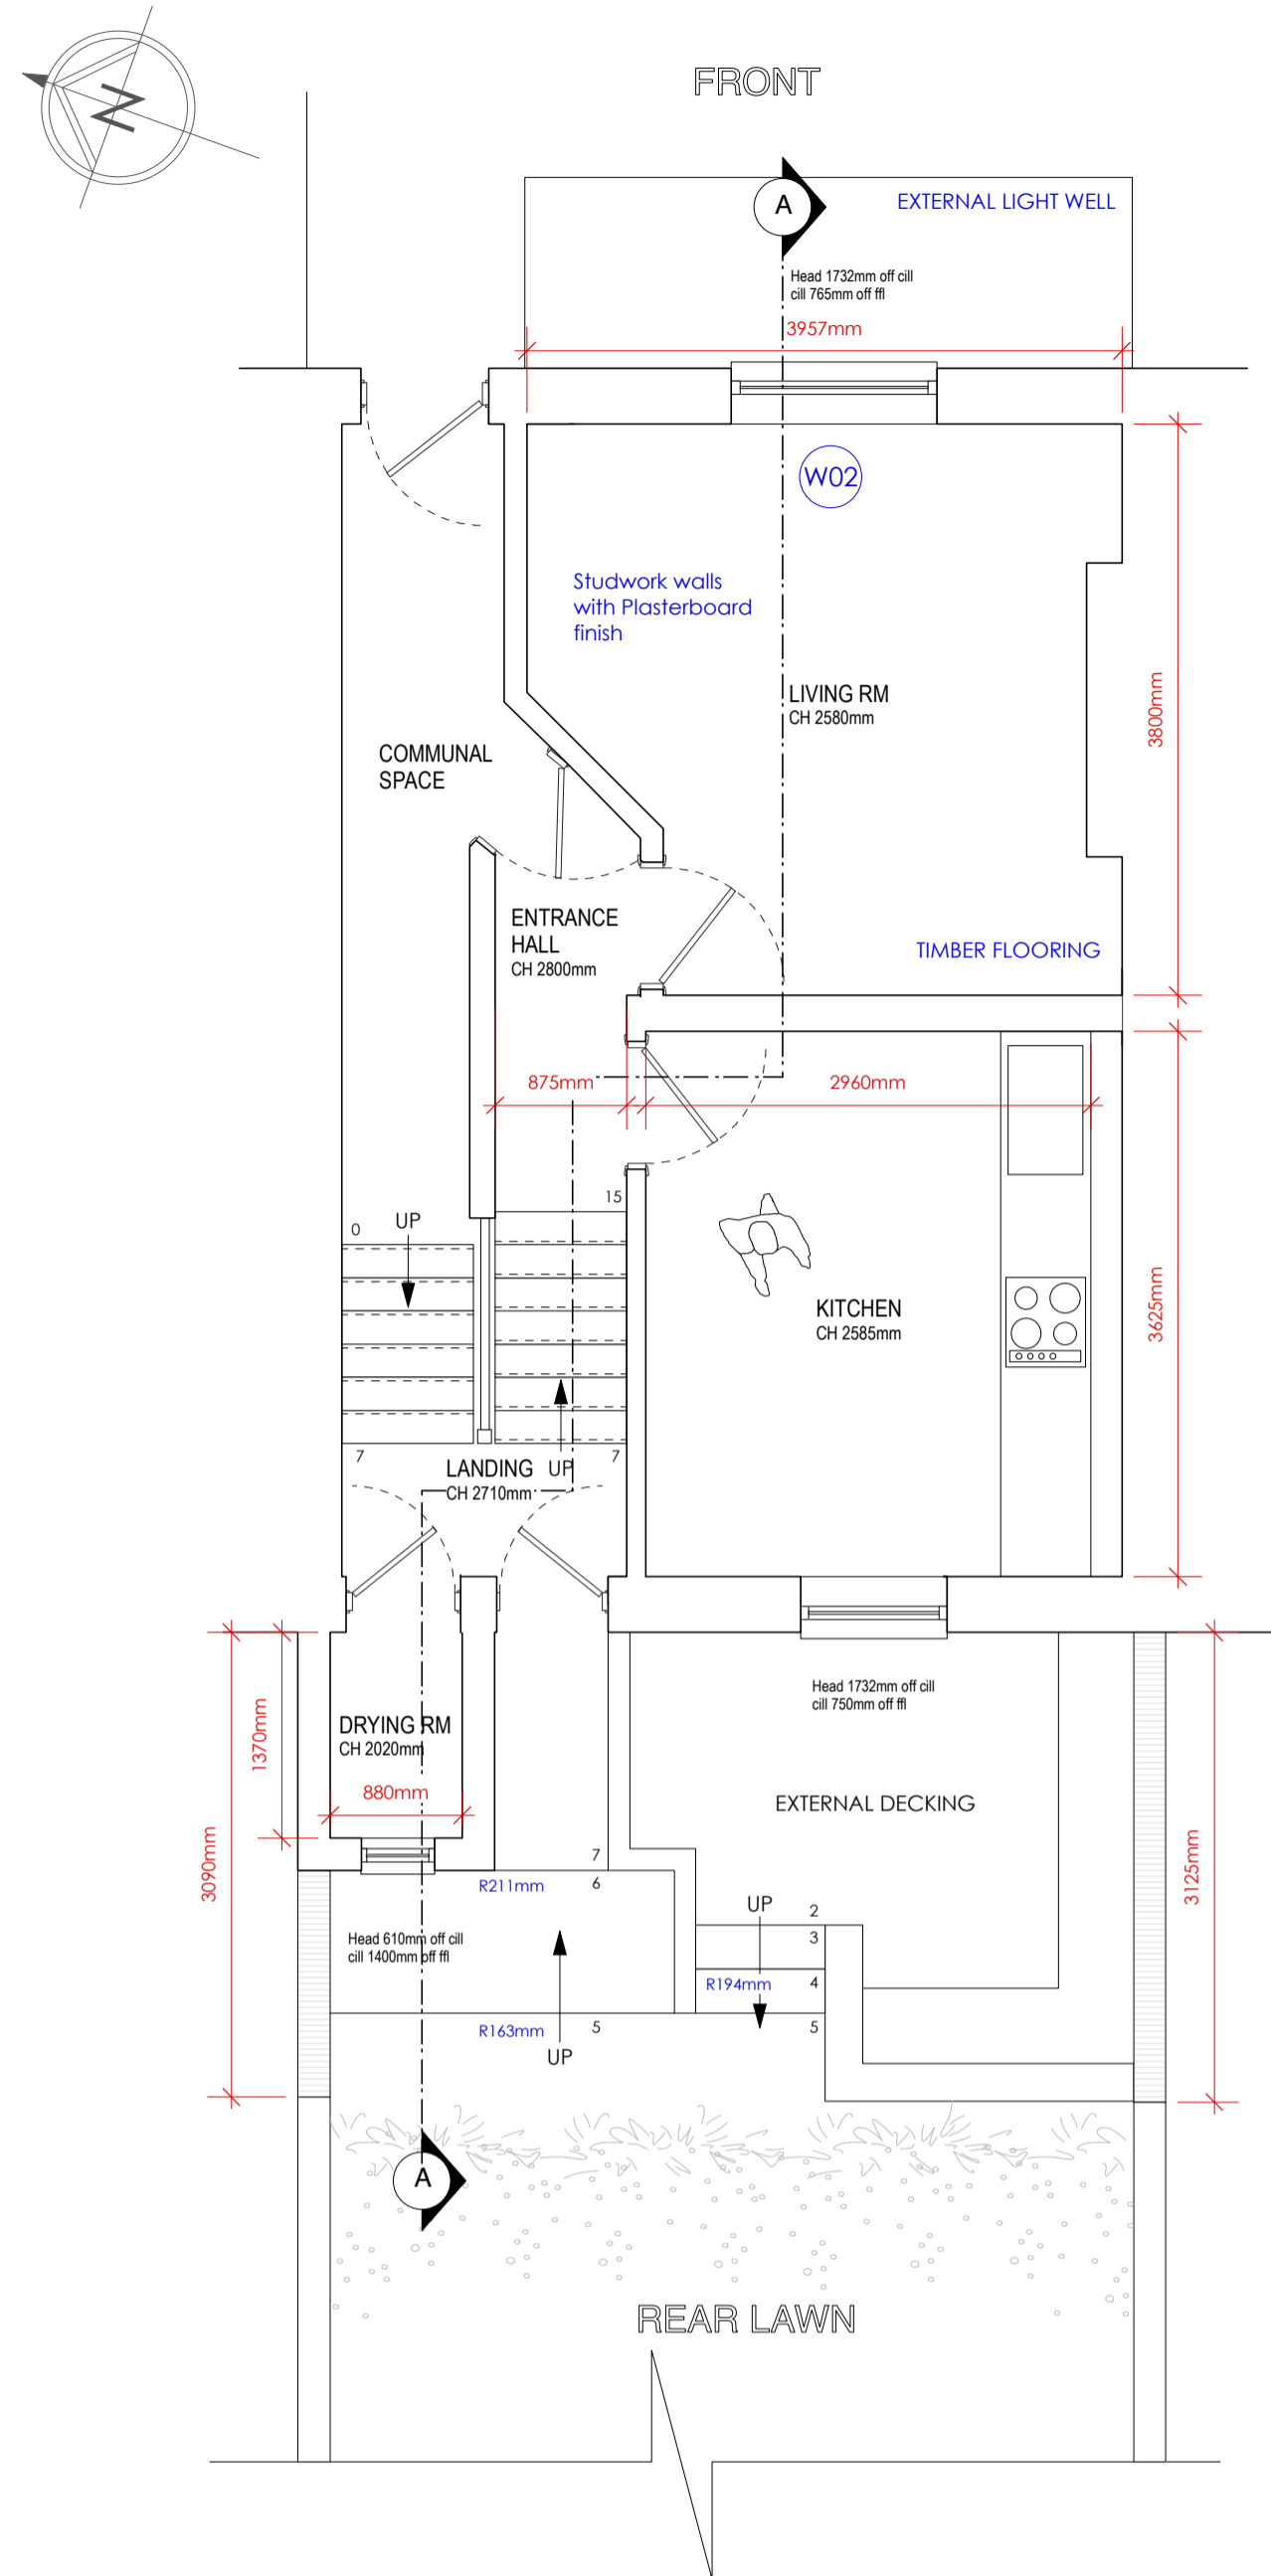 N
FRONT
A
EXTERNAL LIGHT WELL
Head 1732mm off cill
cill 765mm off ffl
3957mm
W02
Studwork walls
with Plasterboard
finish
LIVING RM
CH 2580mm
3800mm
COMMUNAL
SPACE
ENTRANCE
HALL
CH 2800mm
TIMBER FLOORING
875mm
2960mm
15
0
UP
KITCHEN
CH 2585mm
3625mm
7
LANDING
CH 2710mm
UP
7
Head 1732mm off cill
cill 750mm off ffl
1370mm
DRYING RM
CH 2020mm
880mm
EXTERNAL DECKING
3090mm
3125mm
7
R211mm
6
UP
2
3
Head 610mm off cill
cill 1400mm off ffl
R194mm
4
R163mm
5
5
UP
A
REAR LAWN